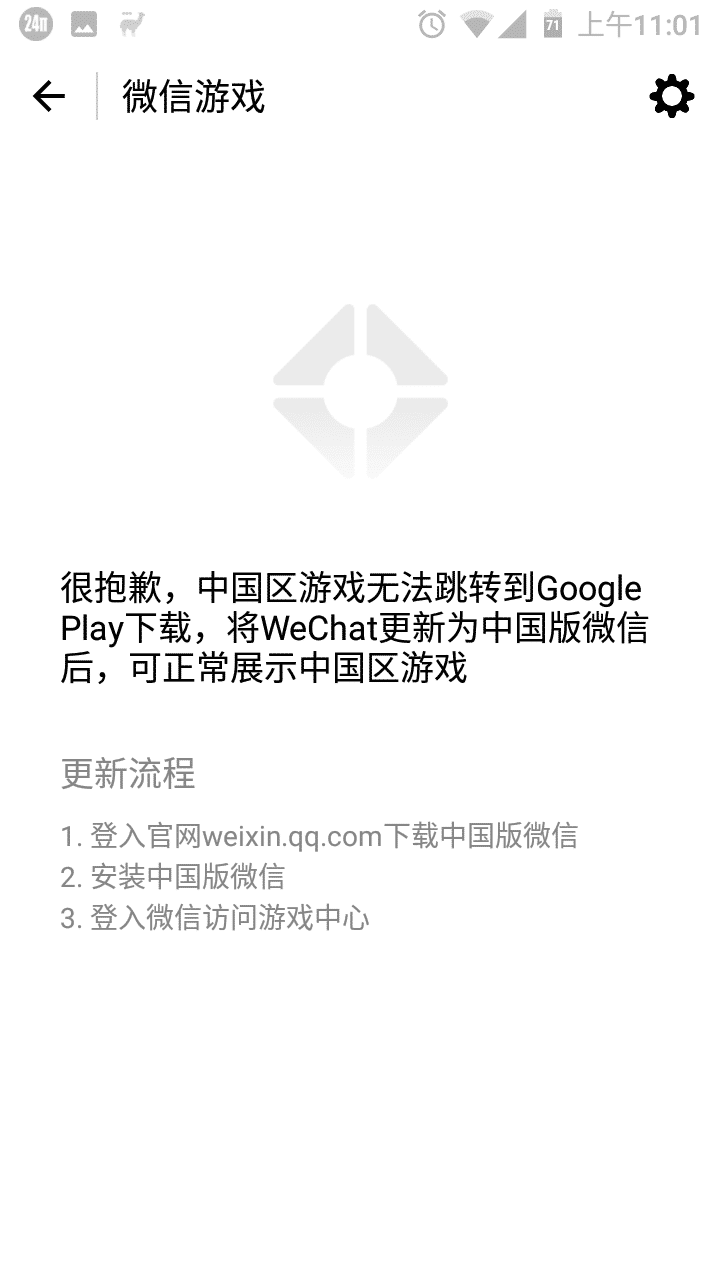 24π
71
上午11:01
微信游戏
很抱歉，中国区游戏无法跳转到Google
Play下载，将WeChat更新为中国版微信
后，可正常展示中国区游戏
更新流程
1. 登入官网weixin.qq.com下载中国版微信
2. 安装中国版微信
3. 登入微信访问游戏中心